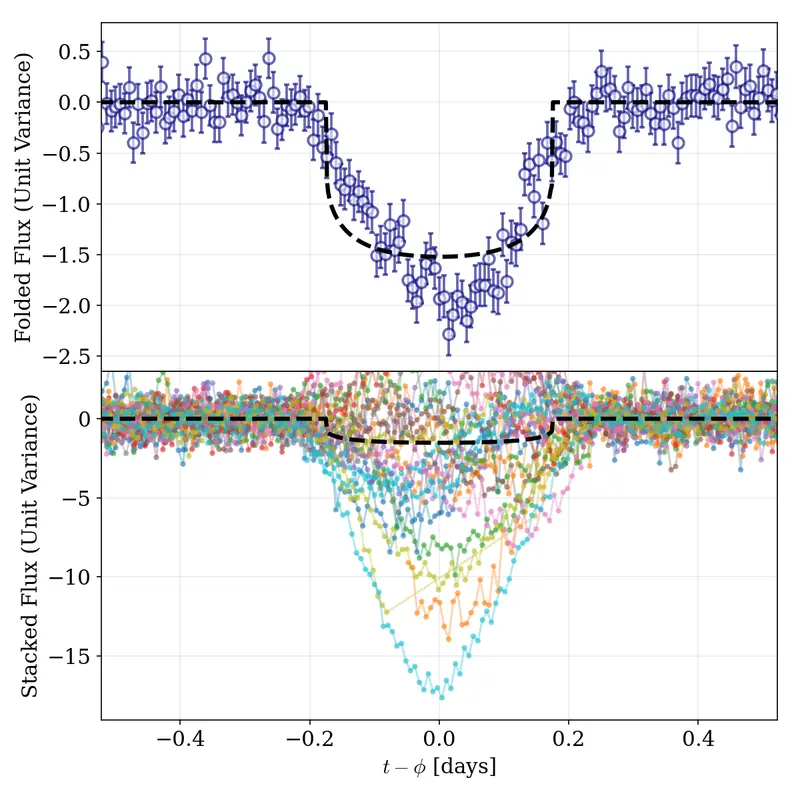 Folded Flux (Unit Variance)
0.5
0.0
−0.5
−1.0
−1.5
−2.0
−2.5
Stacked Flux (Unit Variance)
0
−5
−10
−15
−0.4 −0.2 0.0 0.2 0.4
t − ϕ [days]